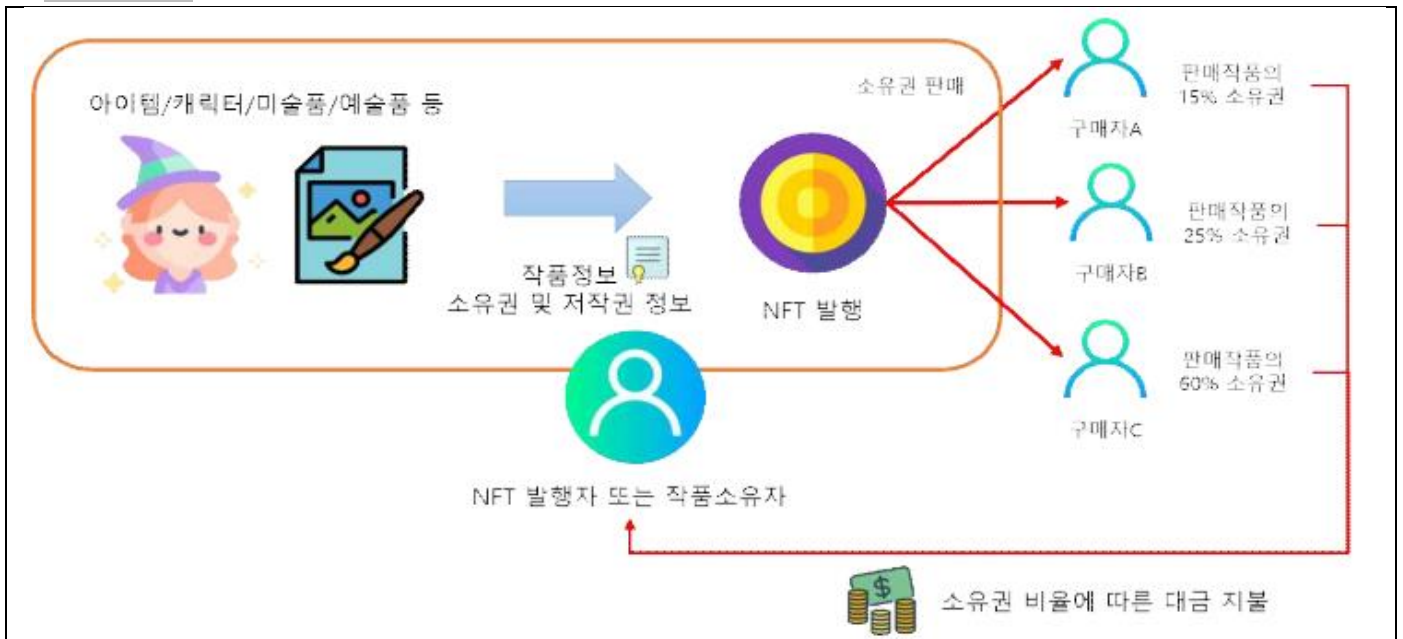 소유권 판매
아이템/캐릭터/미술품/예술품 등
판매작품의
15% 소유권
구매자A
판매작품의
25% 소유권
구매자B
작품정보
소유권 및 저작권 정보
NFT 발행
판매작품의
60% 소유권
구매자C
NFT 발행자 또는 작품소유자
$
소유권 비율에 따른 대금 지불